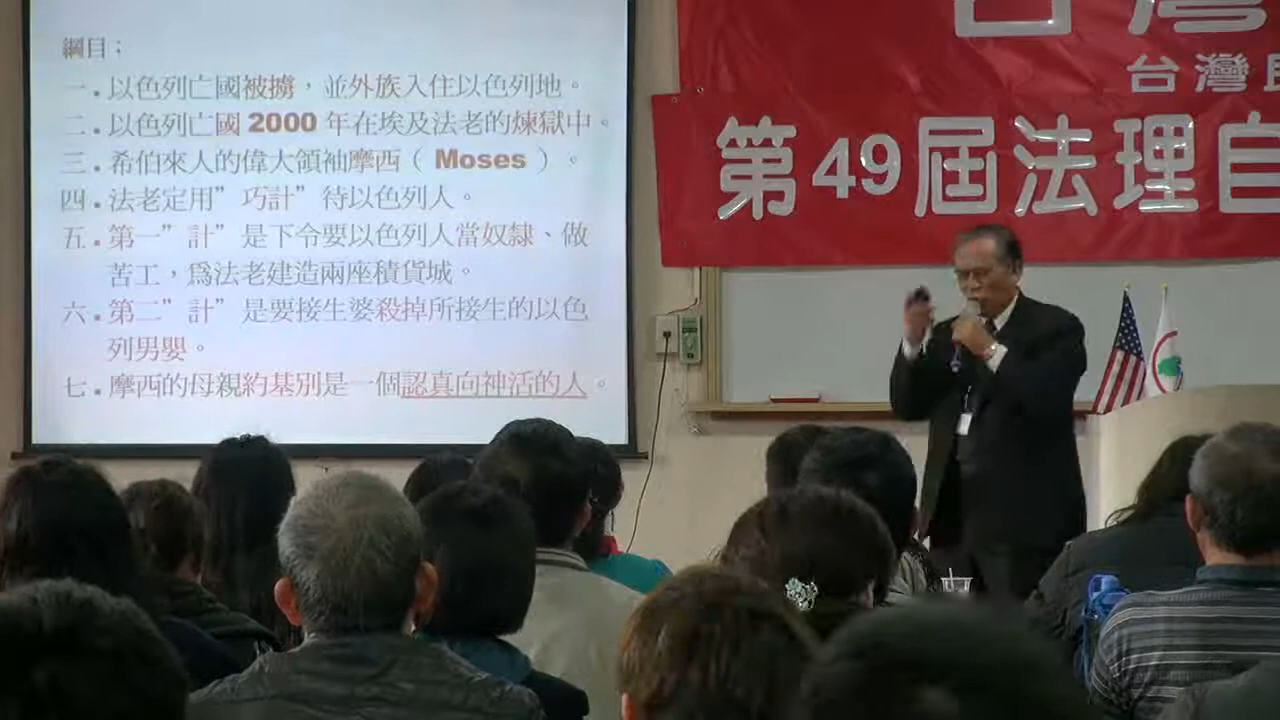 綱目：
一．以色列亡國被擄，並外族入住以色列地。
二．以色列亡國 2000 年在埃及法老的煉獄中。
三．希伯來人的偉大領袖摩西（ Moses ）。
四．法老定用”巧計”待以色列人。
五．第一”計”是下令要以色列人當奴隸、做
苦工，爲法老建造兩座積貨城。
六．第二”計”是要接生婆殺掉所接生的以色
列男嬰。
七．摩西的母親約基別是一個認真向神活的人。
台灣
台灣民
第49屆法理自